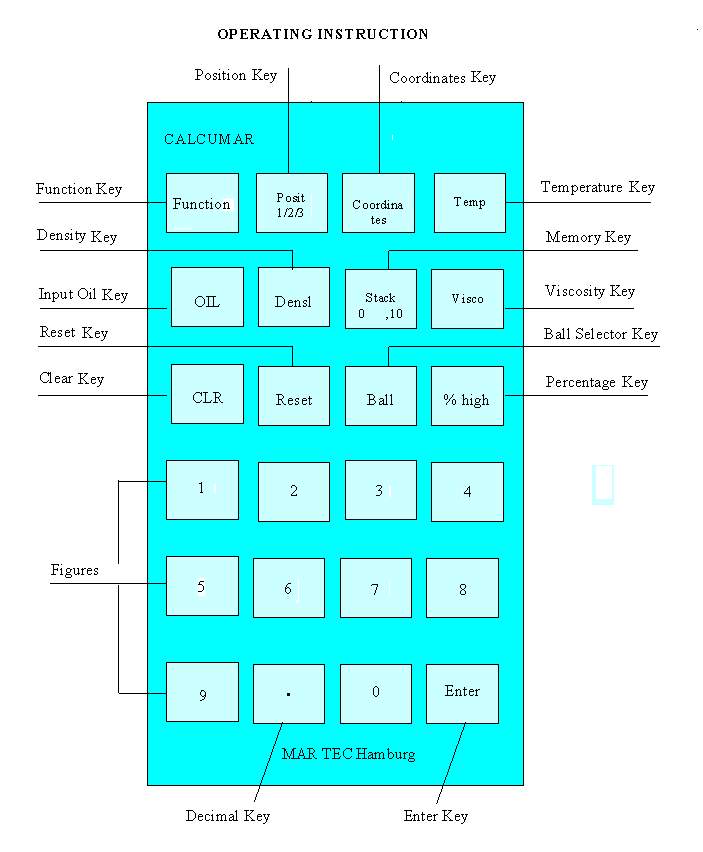 OPERATING INSTRUCTION
Position Key
Coordinates Key
CALCUMAR
Function Key
Function
Posit
1/2/3
Coordina
tes
Temp
Temperature Key
Density Key
Memory Key
Input Oil Key
OIL
Densl
Stack
0 ,10
Visco
Viscosity Key
Reset Key
Ball Selector Key
Clear Key
CLR
Reset
Ball
% high
Percentage Key
1
2
3
4
Figures
5
6
7
8
9
.
0
Enter
MAR TEC Hamburg
Decimal Key
Enter Key